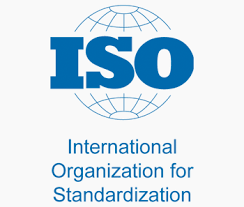 ISO
International
Organization for
Standardization